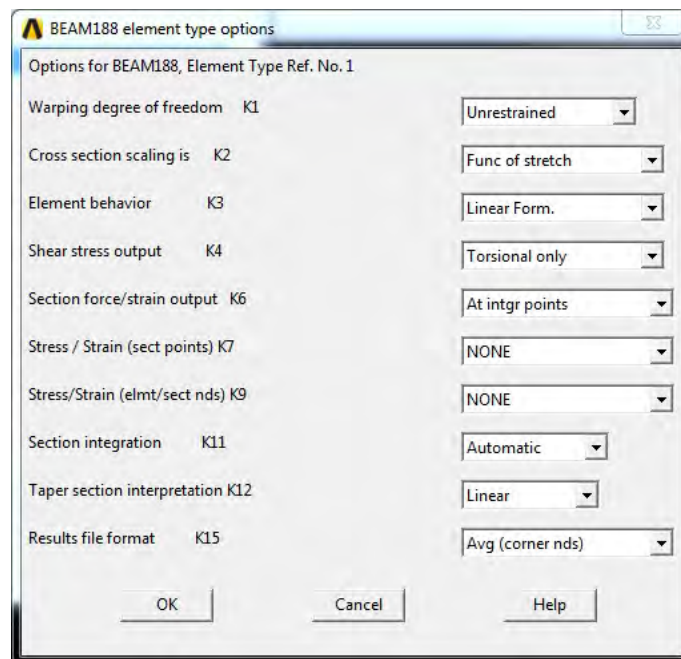 BEAM188 element type options
Options for BEAM188, Element Type Ref. No. 1
Warping degree of freedom K1 Unrestrained
Cross section scaling is K2 Func of stretch
Element behavior K3 Linear Form.
Shear stress output K4 Torsional only
Section force/strain output K6 At intgr points
Stress / Strain (sect points) K7 NONE
Stress/Strain (elmt/sect nds) K9 NONE
Section integration K11 Automatic
Taper section interpretation K12 Linear
Results file format K15 Avg (corner nds)
OK Cancel Help